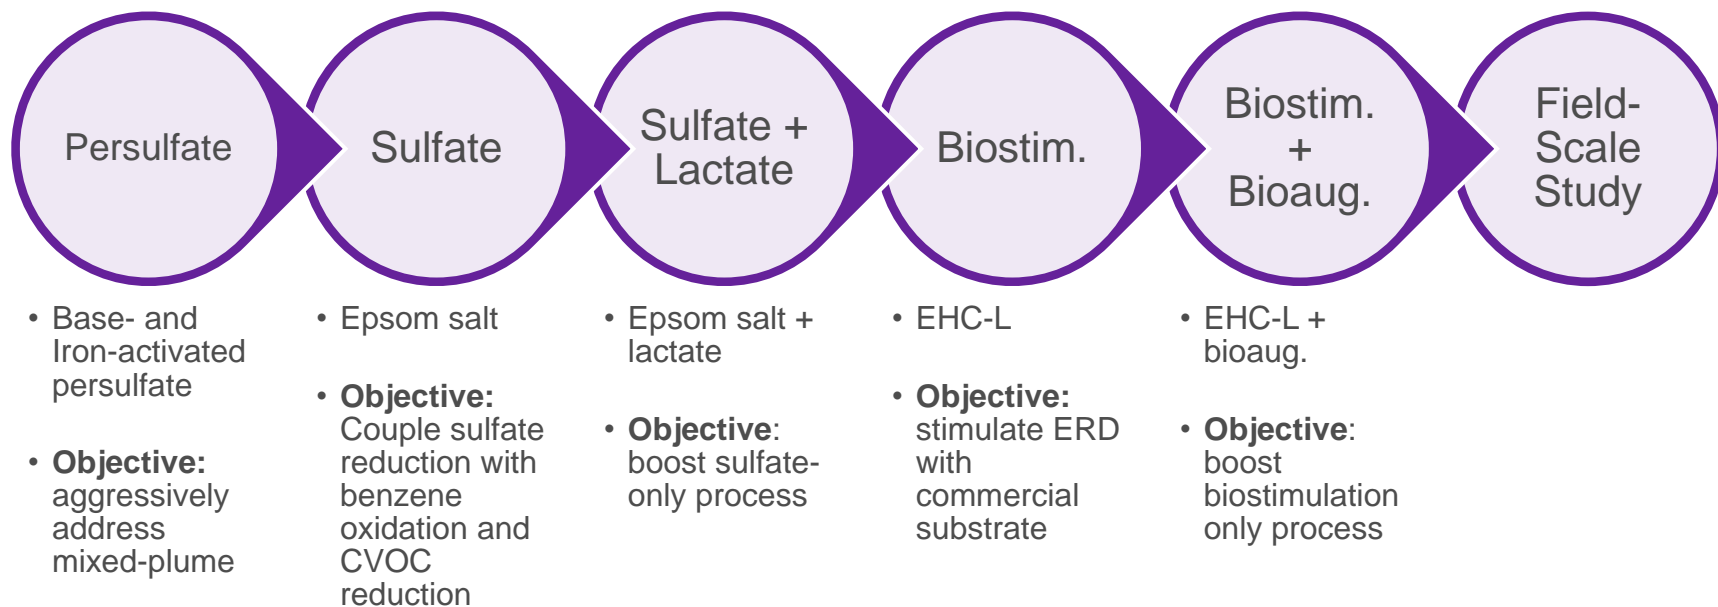 Persulfate
Sulfate
Sulfate +
Lactate
Biostim.
Biostim.
+
Bioaug.
Field-
Scale
Study
• Base- and
Iron-activated
persulfate
• Objective:
aggressively
address
mixed-plume
• Epsom salt
• Objective:
Couple sulfate
reduction with
benzene
oxidation and
CVOC
reduction
• Epsom salt +
lactate
• Objective:
boost sulfate-
only process
• EHC-L
• Objective:
stimulate ERD
with
commercial
substrate
• EHC-L +
bioaug.
• Objective:
boost
biostimulation
only process